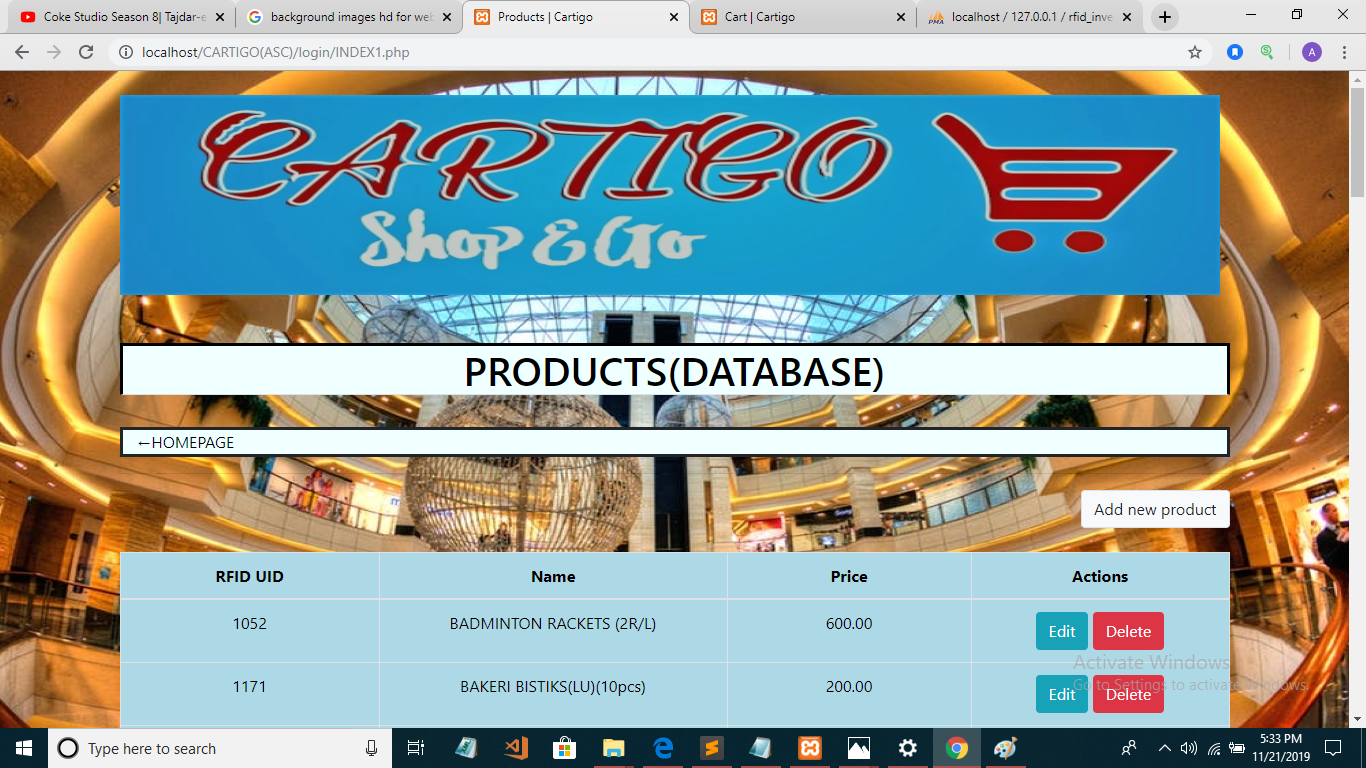 Coke Studio Season 8| Tajdar-e
background images hd for web
Products | Cartigo
Cart | Cartigo
localhost / 127.0.0.1 / rfid_inve
localhost/CARTIGO(ASC)/login/INDEX1.php
A
CARTIGO
Shop & Go
PRODUCTS(DATABASE)
←HOMEPAGE
Add new product
RFID UID Name Price Actions
1052 BADMINTON RACKETS (2R/L) 600.00 Edit Delete
1171 BAKERI BISTIKS(LU)(10pcs) 200.00 Edit Delete
Activate Windows
Go to Settings to activate Windows.
Type here to search
5:33 PM
11/21/2019